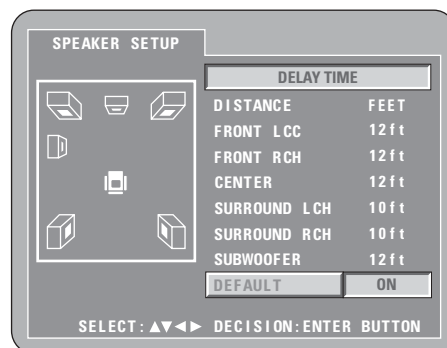 SPEAKER SETUP
DELAY TIME
DISTANCE FEET
FRONT LCC 12ft
FRONT RCH 12ft
CENTER 12ft
SURROUND LCH 10ft
SURROUND RCH 10ft
SUBWOOFER 12ft
DEFAULT ON
SELECT:▲▼◄► DECISION:ENTER BUTTON